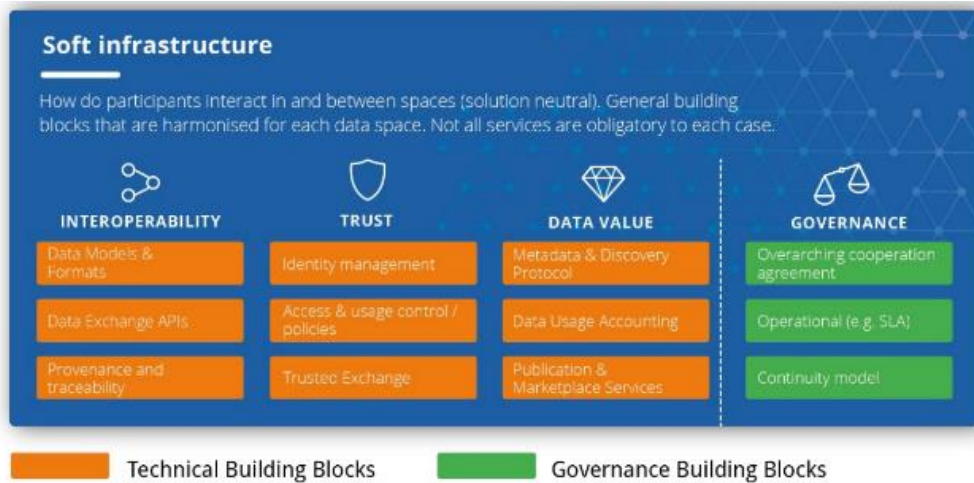 Soft infrastructure
How do participants interact in and between spaces (solution neutral). General building
blocks that are harmonised for each data space. Not all services are obligatory to each case.
INTEROPERABILITY
Data Models &
Formats
Data Exchange APIs
Provenance and
traceability
TRUST
Identity management
Access & usage control /
policies
Trusted Exchange
DATA VALUE
Metadata & Discovery
Protocol
Data Usage Accounting
Publication &
Marketplace Services
GOVERNANCE
Overarching cooperation
agreement
Operational (e.g. SLA)
Continuity model
Technical Building Blocks
Governance Building Blocks